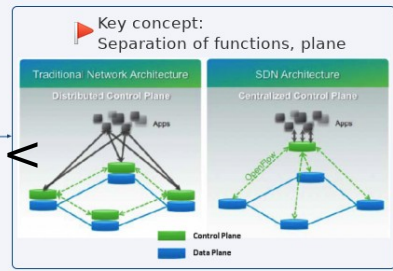 Key concept:
Separation of functions, plane
Traditional Network Architecture
Distributed Control Plane
Apps
SDN Architecture
Centralized Control Plane
Apps
OpenFlow
Control Plane
Data Plane
<